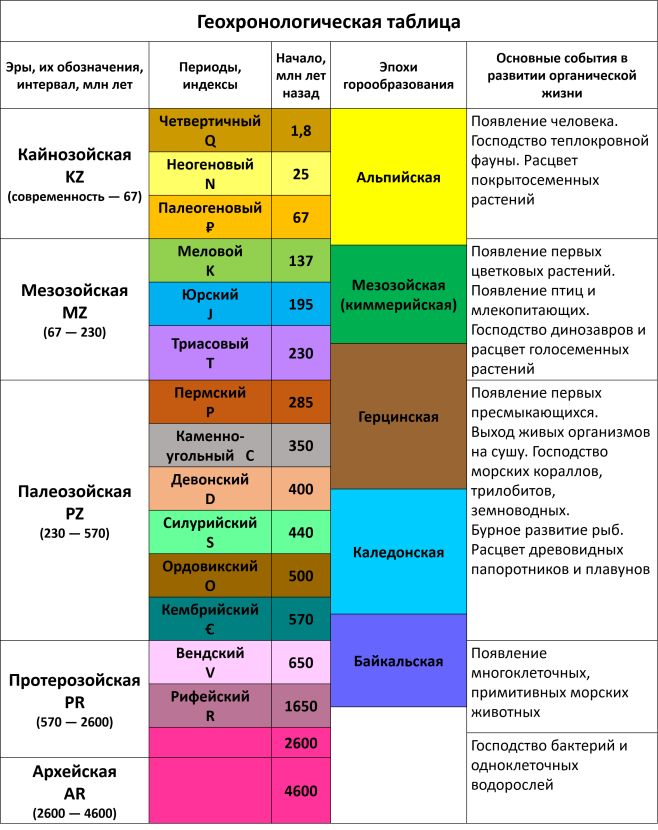 Геохронологическая таблица
Эры, их обозначения,
интервал, млн лет
Периоды,
индексы
Начало,
млн лет
назад
Эпохи
горообразования
Основные события в
развитии органической
жизни
Кайнозойская
KZ
(современность — 67)
Четвертичный
Q
1,8
Неогеновый
N
25
Палеогеновый
₽
67
Альпийская
Появление человека.
Господство теплокровной
фауны. Расцвет
покрытосеменных
растений
Мезозойская
MZ
(67 — 230)
Меловой
K
137
Юрский
J
195
Триасовый
T
230
Мезозойская
(киммерийская)
Появление первых
цветковых растений.
Появление птиц и
млекопитающих.
Господство динозавров и
расцвет голосеменных
растений
Палеозойская
PZ
(230 — 570)
Пермский
P
285
Каменно-
угольный C
350
Девонский
D
400
Силурийский
S
440
Ордовикский
O
500
Кембрийский
Є
570
Герцинская
Каледонская
Байкальская
Появление первых
пресмыкающихся.
Выход живых организмов
на сушу. Господство
морских кораллов,
трилобитов,
земноводных.
Бурное развитие рыб.
Расцвет древовидных
папоротников и плавунов
Протерозойская
PR
(570 — 2600)
Вендский
V
650
Рифейский
R
1650
2600
Появление
многоклеточных,
примитивных морских
животных
Архейская
AR
(2600 — 4600)
4600
Господство бактерий и
одноклеточных
водорослей